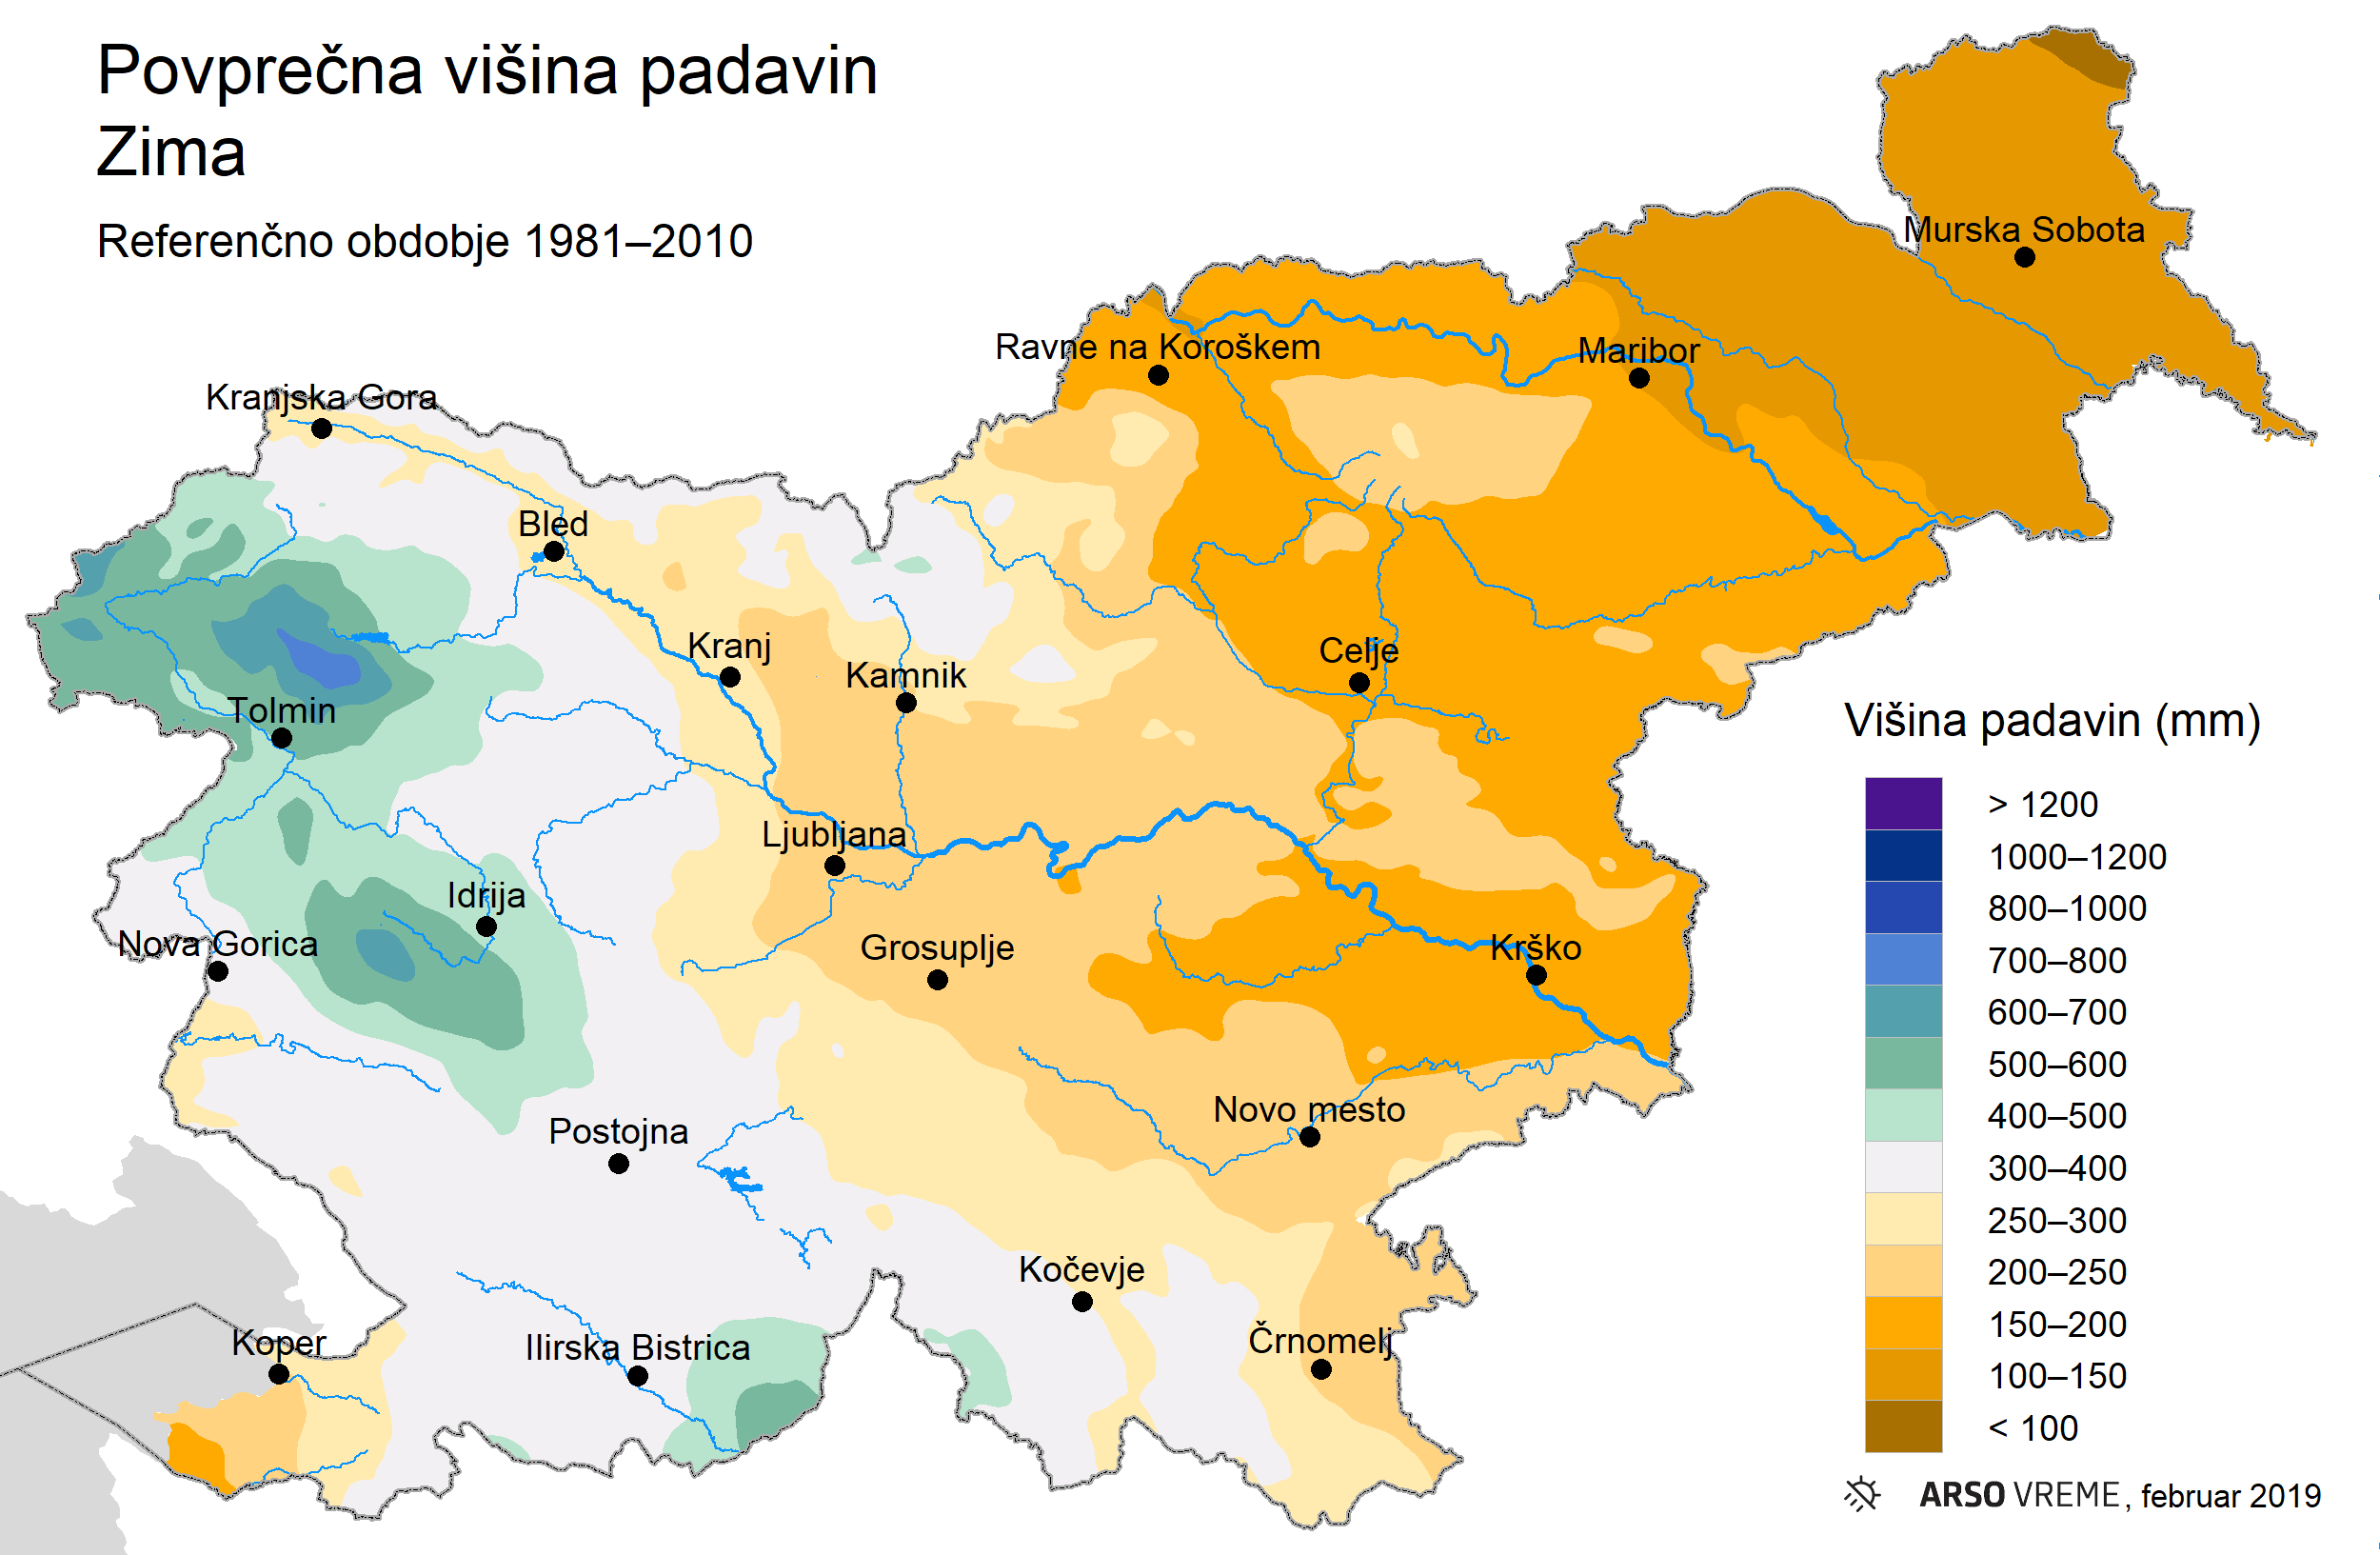 Povprečna višina padavin
Zima
Referenčno obdobje 1981–2010
Murska Sobota
Ravne na Koroškem
Maribor
Kranjska Gora
Bled
Kranj
Kamnik
Celje
Tolmin
Ljubljana
Idrija
Nova Gorica
Grosuplje
Krško
Postojna
Novo mesto
Kočevje
Koper
Ilirska Bistrica
Črnomelj
Višina padavin (mm)
> 1200
1000–1200
800–1000
700–800
600–700
500–600
400–500
300–400
250–300
200–250
150–200
100–150
< 100
ARSO VREME, februar 2019